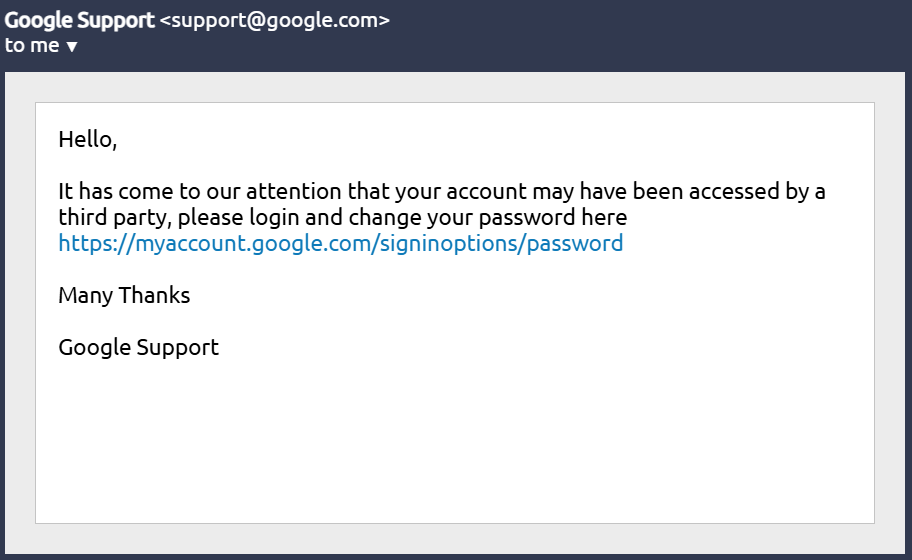 Google Support <support@google.com>
to me ▼
Hello,
It has come to our attention that your account may have been accessed by a
third party, please login and change your password here
https://myaccount.google.com/signinoptions/password
Many Thanks
Google Support